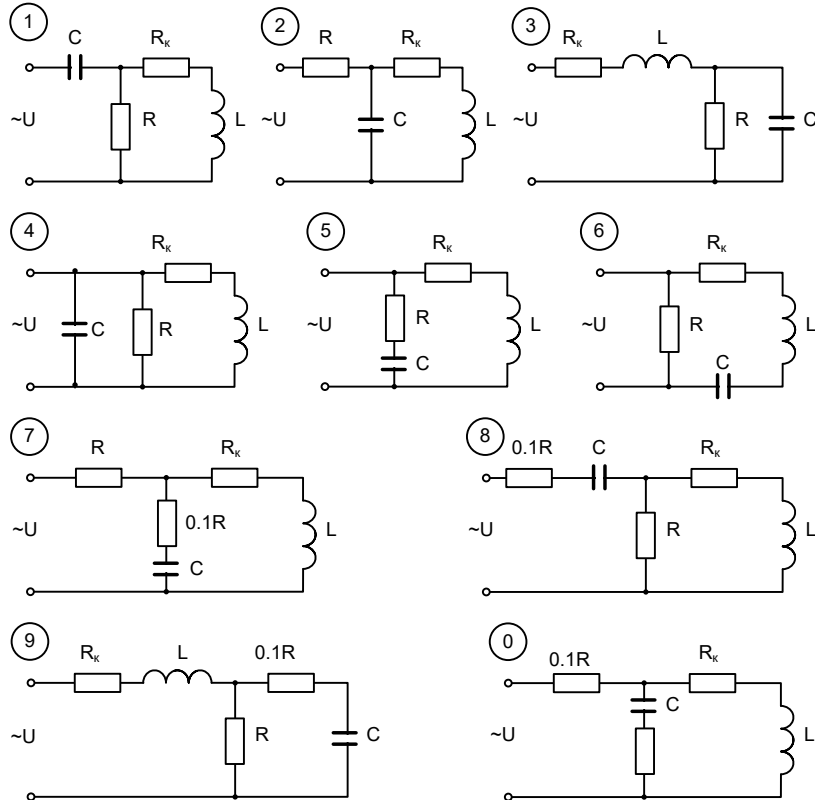 1 2 3
C Rк R Rк Rк L
~U R L ~U C L ~U R C
4 5 6
Rк Rк Rк
~U C R L ~U R C L ~U R C L
7 8
R Rк 0.1R C Rк
~U 0.1R C L ~U R L
9 0
Rк L 0.1R 0.1R Rк
~U R C ~U C L